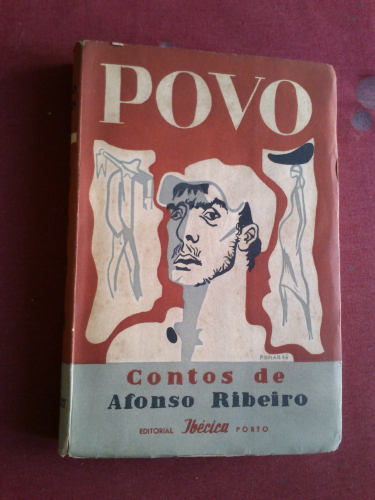 POVO
Contos de
Afonso Ribeiro
EDITORIAL Ibérica PORTO